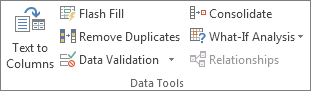 Text to
Columns
Flash Fill
Remove Duplicates
Data Validation
Consolidate
What-If Analysis
Relationships
Data Tools